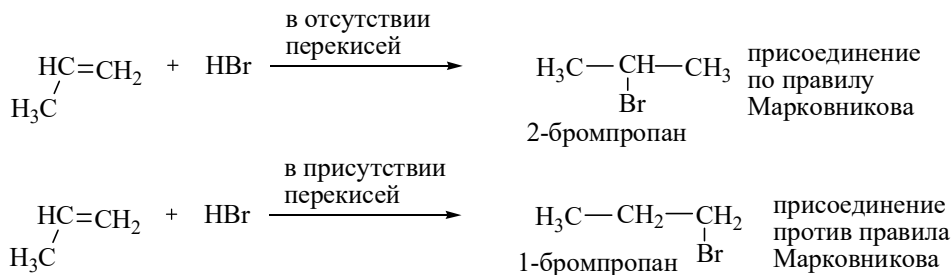 в отсутствии
перекисей
HC=CH2 + HBr
H3C
H3C—CH—CH3
Br
2-бромпропан
присоединение
по правилу
Марковникова
в присутствии
перекисей
HC=CH2 + HBr
H3C
H3C—CH2—CH2
Br
1-бромпропан
присоединение
против правила
Марковникова